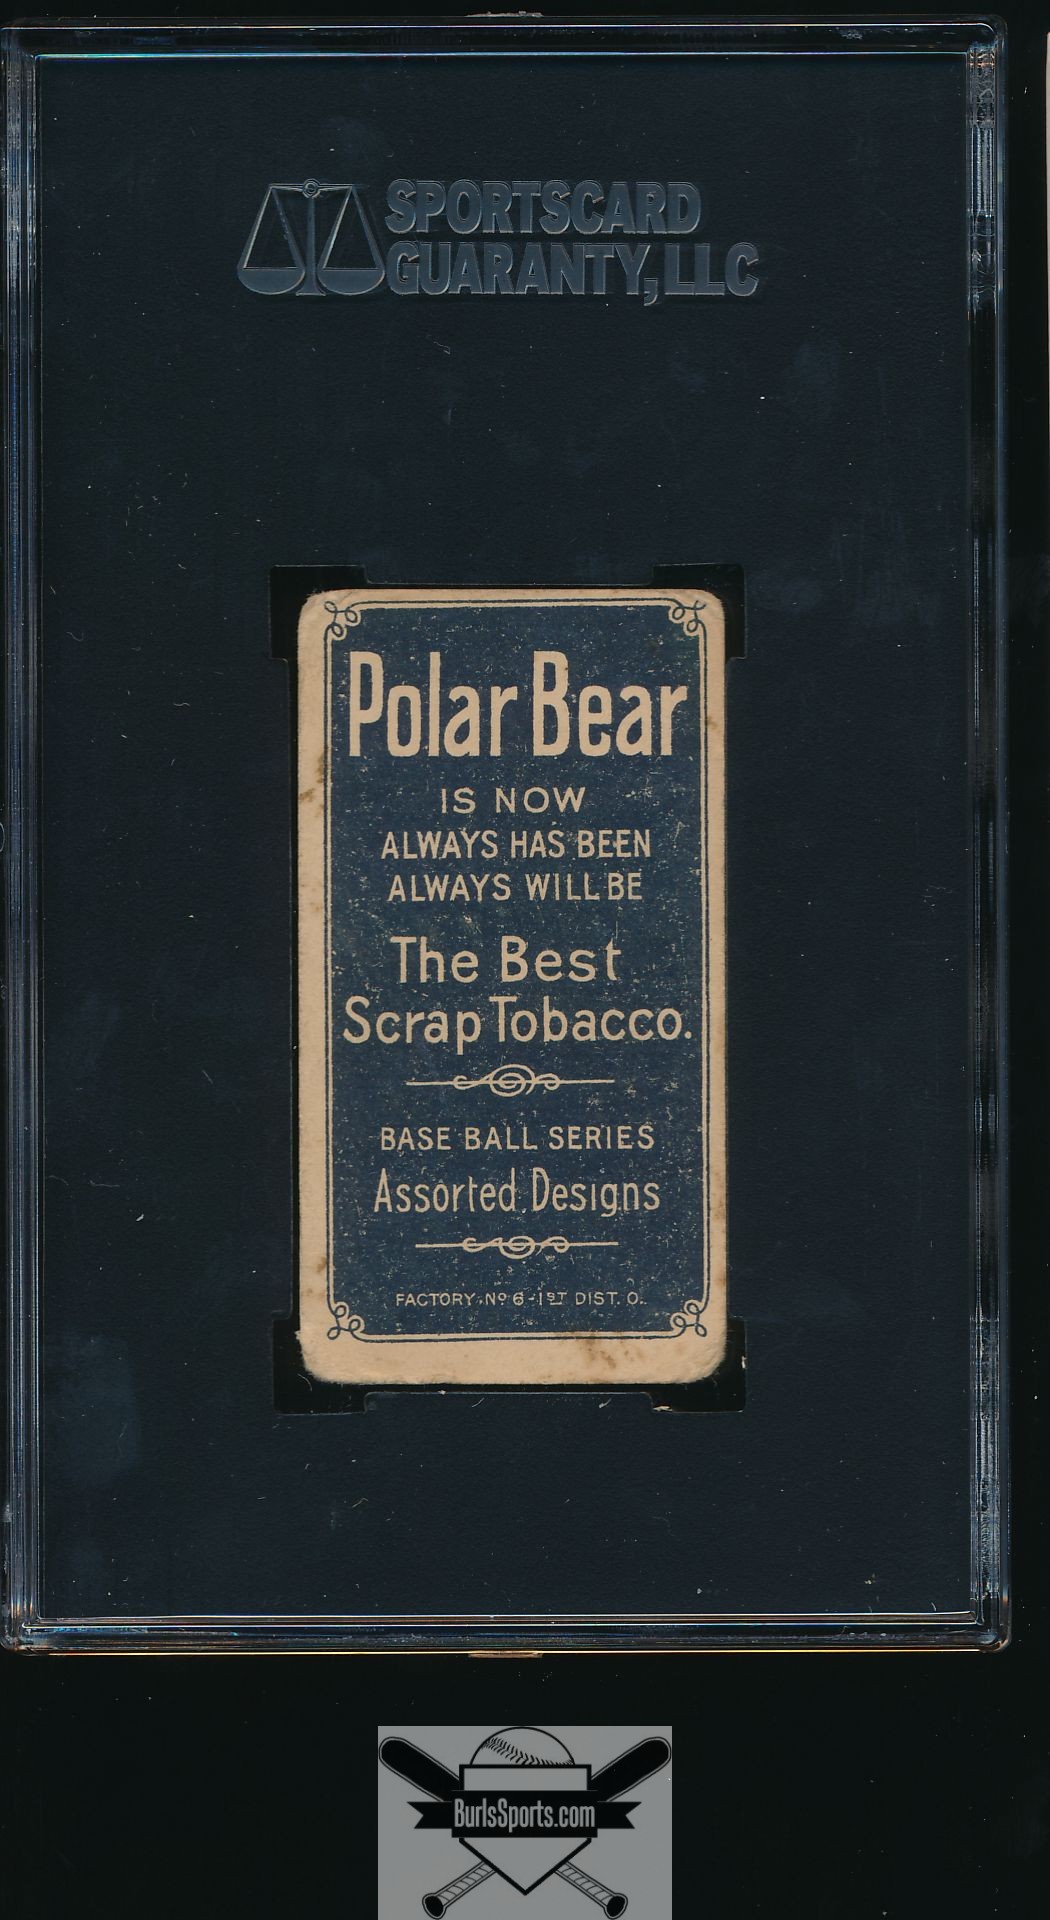 SPORTSCARD
GUARANTY, LLC
Polar Bear
IS NOW
ALWAYS HAS BEEN
ALWAYS WILL BE
The Best
Scrap Tobacco.
BASE BALL SERIES
Assorted Designs
FACTORY Nº 6-1ST DIST. O.
BurlsSports.com